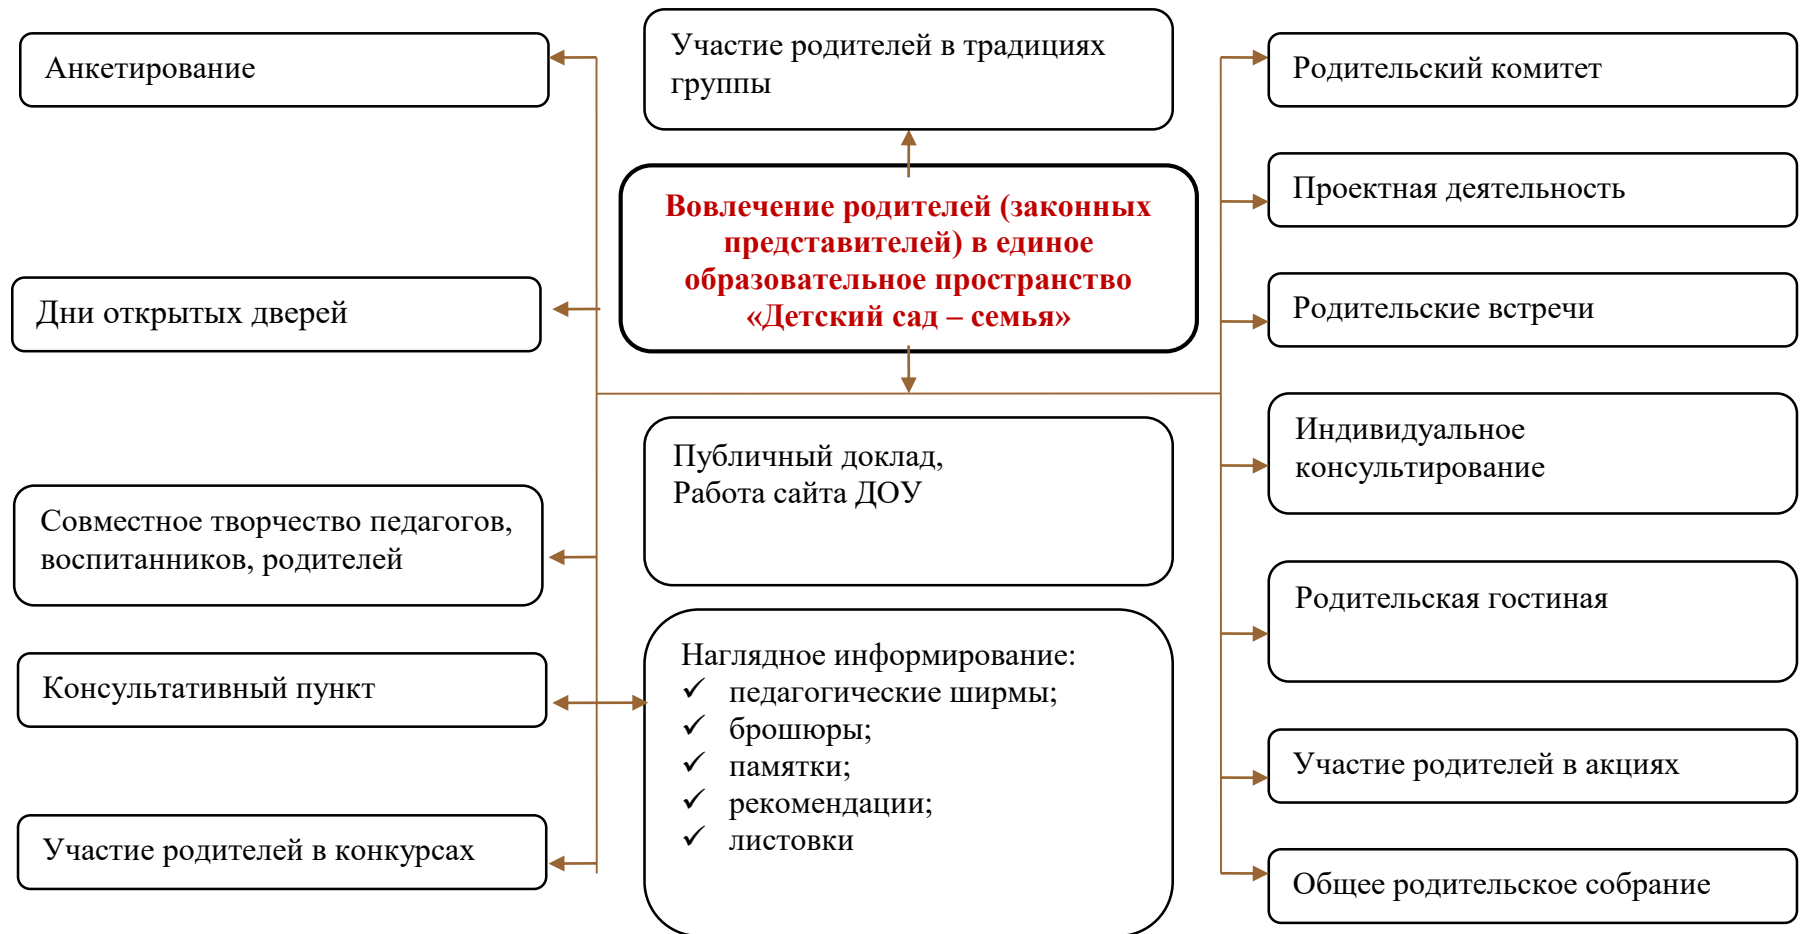 Анкетирование
Дни открытых дверей
Совместное творчество педагогов,
воспитанников, родителей
Консультативный пункт
Участие родителей в конкурсах
Участие родителей в традициях
группы
Вовлечение родителей (законных
представителей) в единое
образовательное пространство
«Детский сад – семья»
Публичный доклад,
Работа сайта ДОУ
Наглядное информирование:
✓ педагогические ширмы;
✓ брошюры;
✓ памятки;
✓ рекомендации;
✓ листовки
Родительский комитет
Проектная деятельность
Родительские встречи
Индивидуальное
консультирование
Родительская гостиная
Участие родителей в акциях
Общее родительское собрание